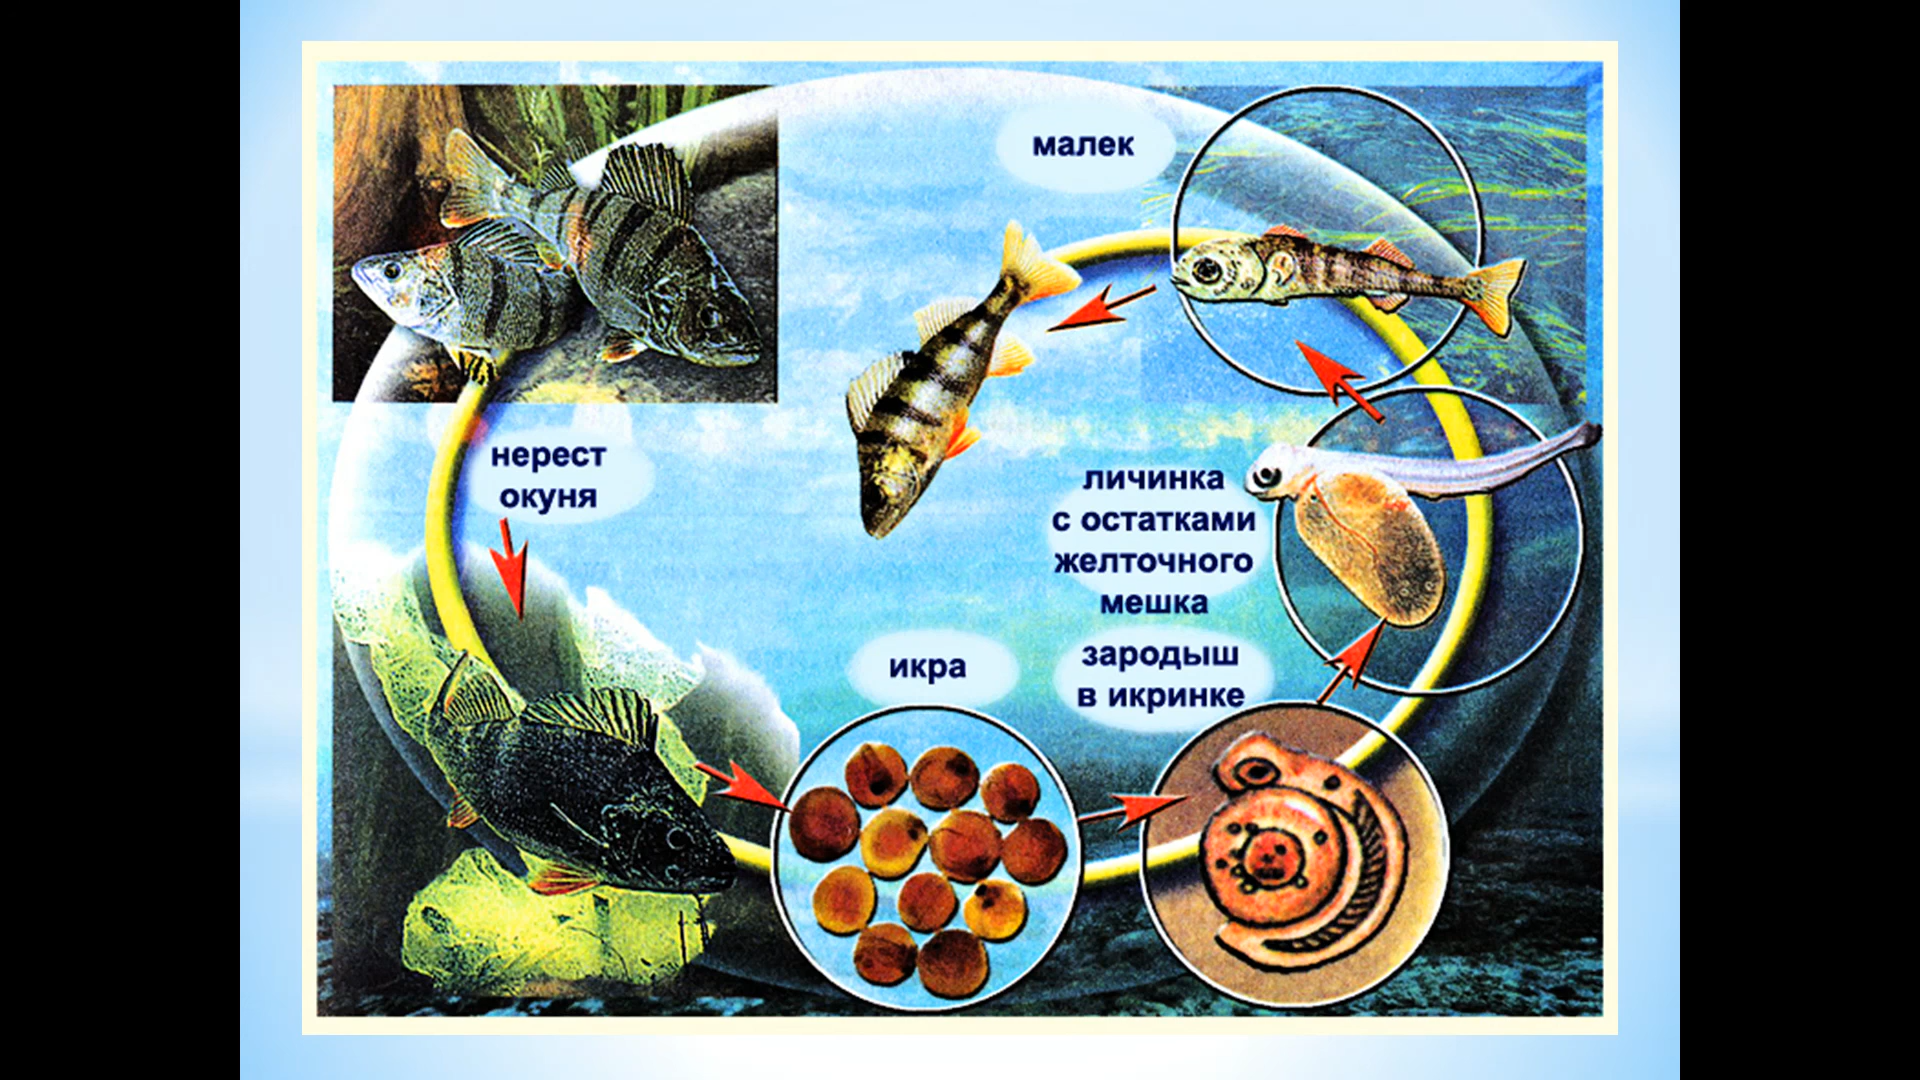 малек
нерест
окуня
личинка
с остатками
желточного
мешка
икра
зародыш
в икринке